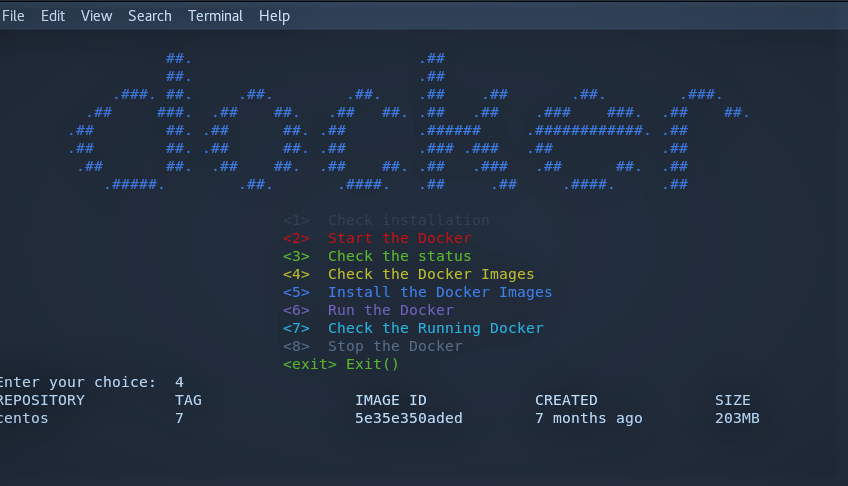 File Edit View Search Terminal Help
docker
<1> Check installation
<2> Start the Docker
<3> Check the status
<4> Check the Docker Images
<5> Install the Docker Images
<6> Run the Docker
<7> Check the Running Docker
<8> Stop the Docker
<exit> Exit()
Enter your choice: 4
REPOSITORY TAG IMAGE ID CREATED SIZE
centos 7 5e35e350aded 7 months ago 203MB